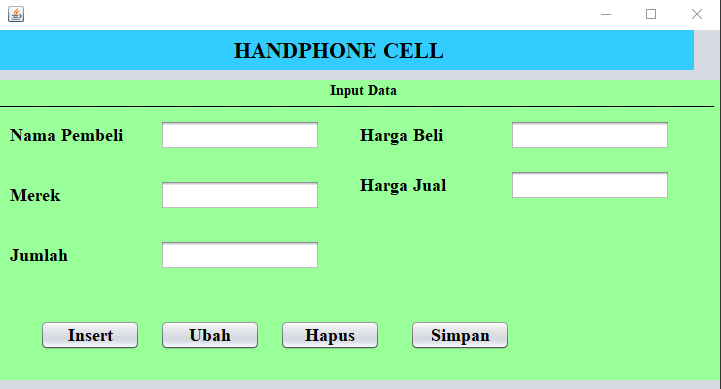 HANDPHONE CELL
Input Data
Nama Pembeli
Harga Beli
Merek
Harga Jual
Jumlah
Insert
Ubah
Hapus
Simpan